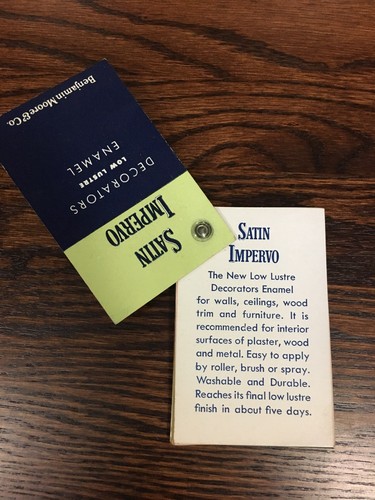 Benjamin Moore & Co.
DECORATORS
LOW LUSTRE
ENAMEL
SATIN
IMPERVO
SATIN
IMPERVO
The New Low Lustre
Decorators Enamel
for walls, ceilings, wood
trim and furniture. It is
recommended for interior
surfaces of plaster, wood
and metal. Easy to apply
by roller, brush or spray.
Washable and Durable.
Reaches its final low lustre
finish in about five days.